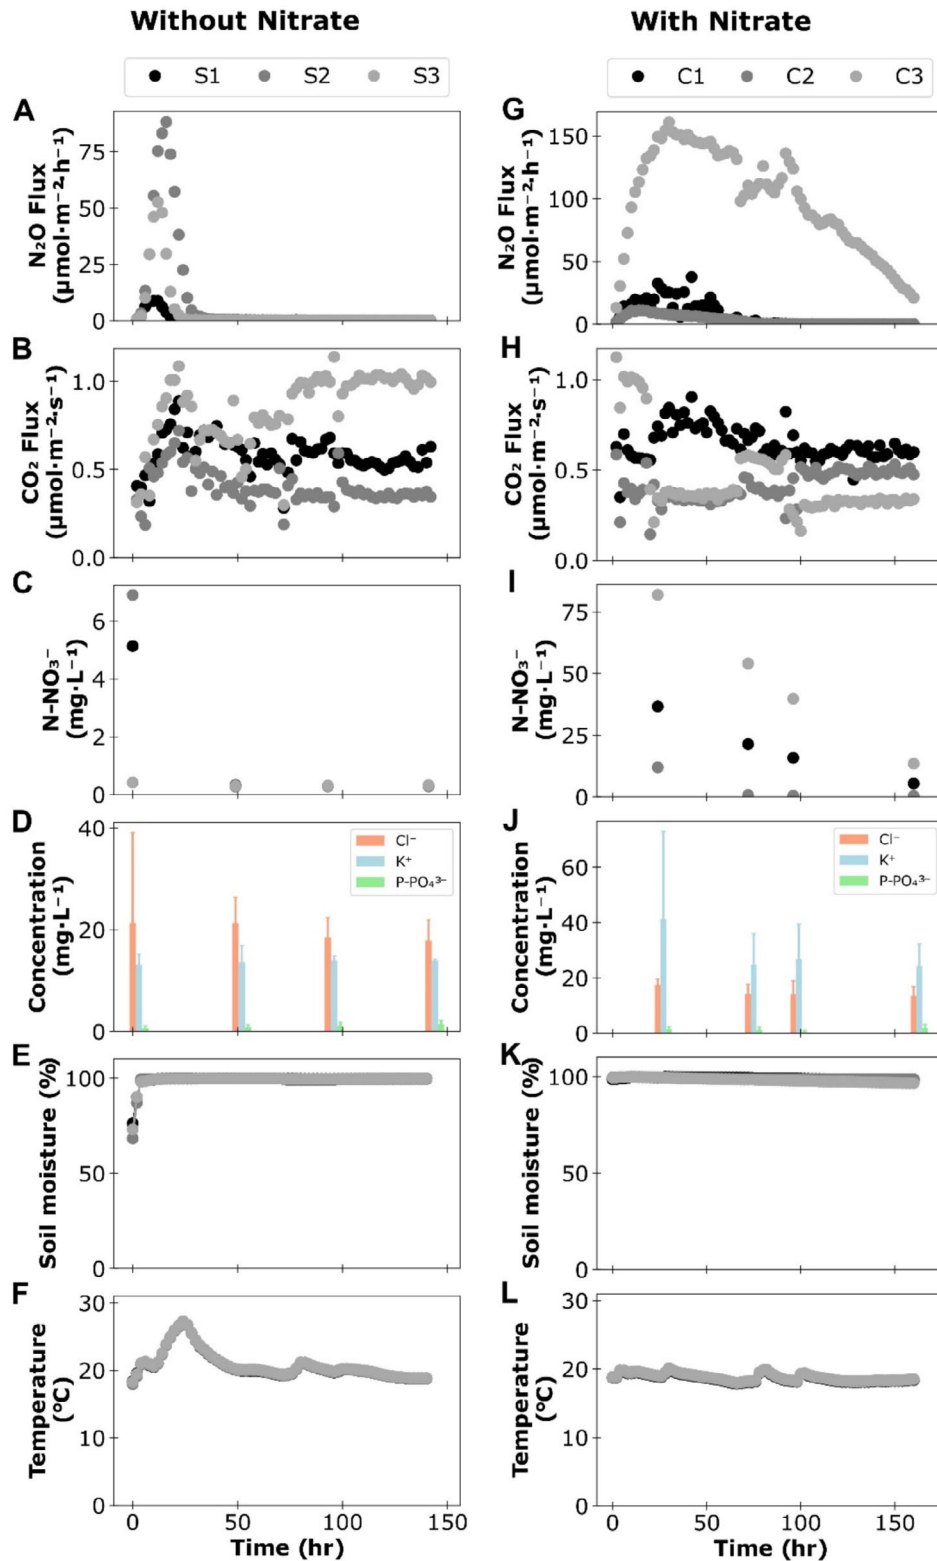 Without Nitrate
With Nitrate
S1 S2 S3
C1 C2 C3
A
N₂O Flux
(μmol·m⁻²·h⁻¹)
75
50
25
0
G
N₂O Flux
(μmol·m⁻²·h⁻¹)
150
100
50
0
B
CO₂ Flux
(μmol·m⁻²·s⁻¹)
1.0
0.5
0.0
H
CO₂ Flux
(μmol·m⁻²·s⁻¹)
1.0
0.5
0.0
C
N-NO₃⁻
(mg·L⁻¹)
6
4
2
0
I
N-NO₃⁻
(mg·L⁻¹)
75
50
25
0
D
Concentration
(mg·L⁻¹)
40
20
0
Cl⁻
K⁺
P-PO₄³⁻
J
Concentration
(mg·L⁻¹)
60
40
20
0
Cl⁻
K⁺
P-PO₄³⁻
E
Soil moisture (%)
100
50
0
K
Soil moisture (%)
100
50
0
F
Temperature
(°C)
30
20
10
0
0 50 100 150
Time (hr)
L
Temperature
(°C)
30
20
10
0
0 50 100 150
Time (hr)